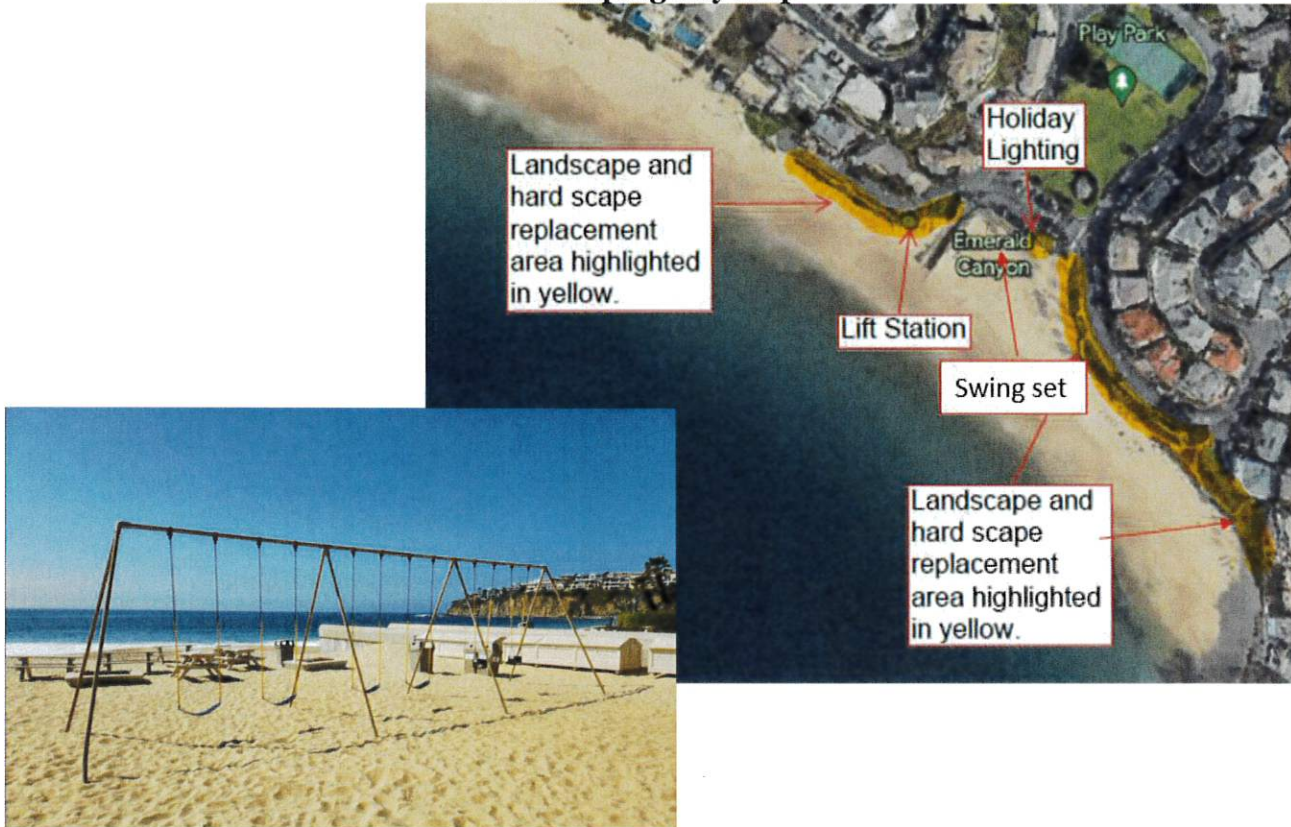 Play Park
Holiday
Lighting
Landscape and
hard scape
replacement
area highlighted
in yellow.
Emerald
Canyon
Lift Station
Swing set
Landscape and
hard scape
replacement
area highlighted
in yellow.